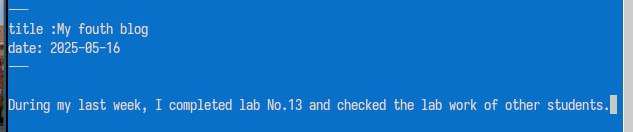 ---
title :My fouth blog
date: 2025-05-16
---
During my last week, I completed lab No.13 and checked the lab work of other students.